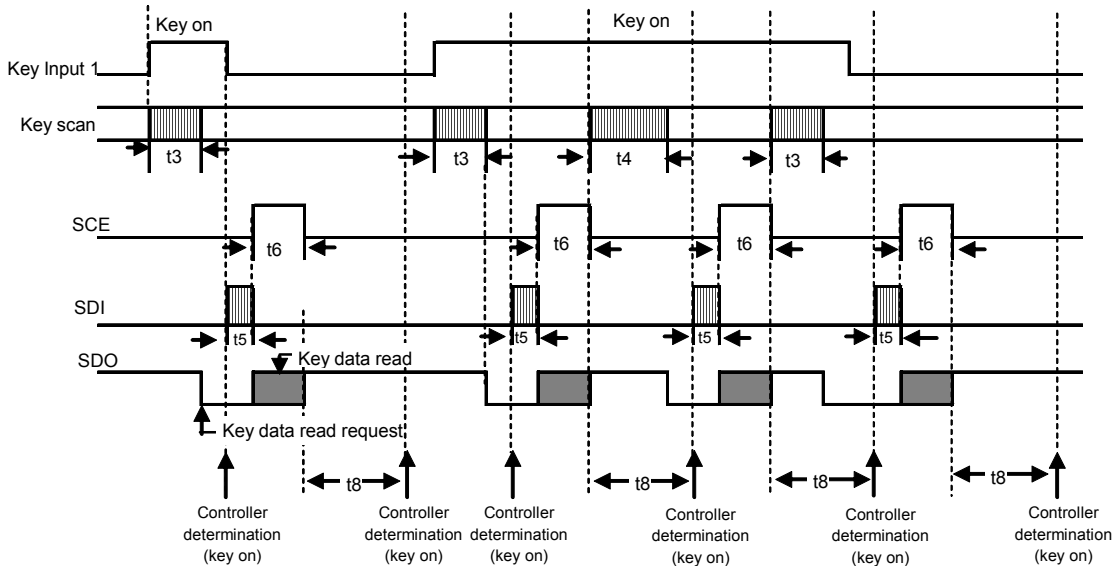 Key on
Key on
Key Input 1
Key scan
t3
t3
t4
t3
SCE
t6
t6
t6
t6
SDI
t5
t5
t5
t5
SDO
Key data read
Key data read request
t8
t8
t8
t8
Controller
determination
(key on)
Controller
determination
(key on)
Controller
determination
(key on)
Controller
determination
(key on)
Controller
determination
(key on)
Controller
determination
(key on)